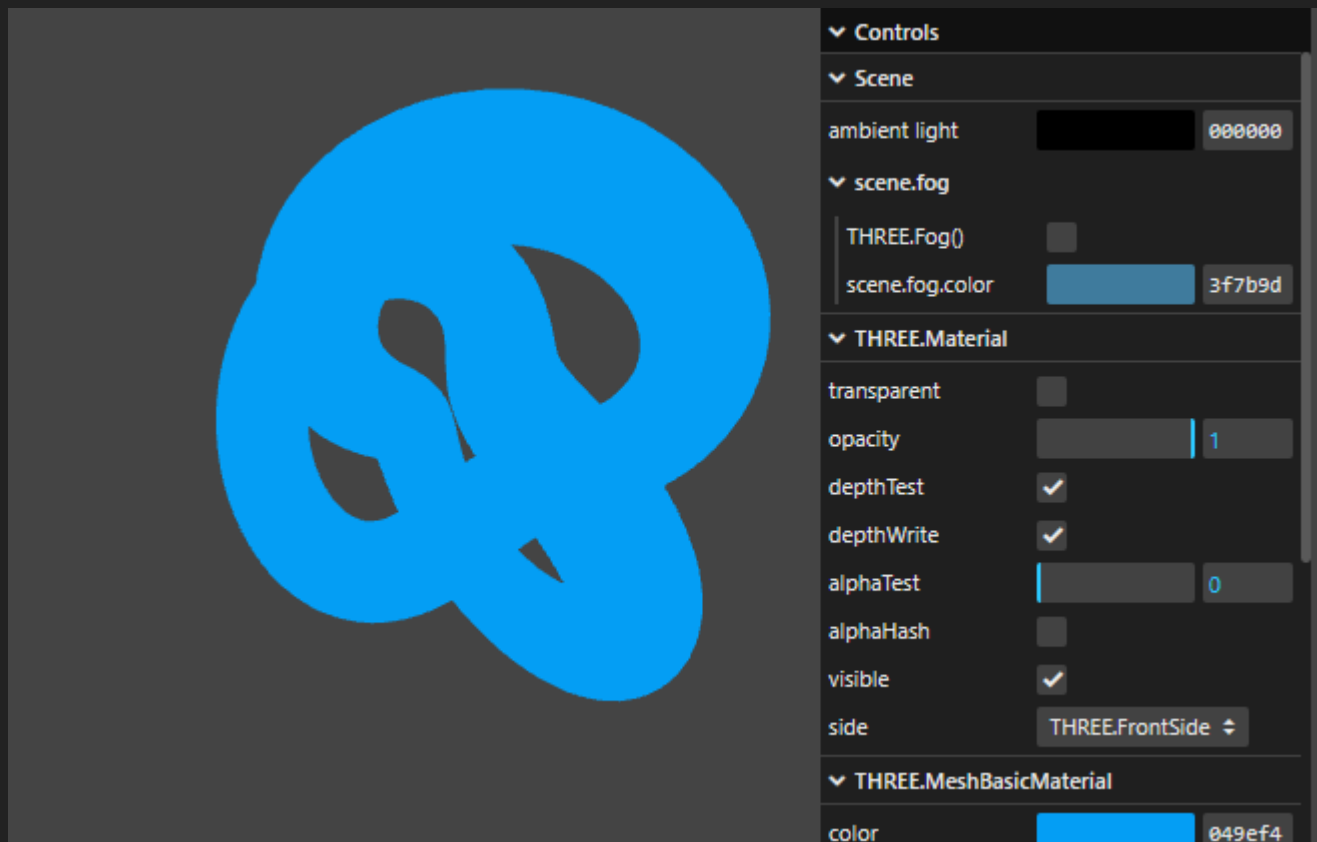 Controls
Scene
ambient light 000000
scene.fog
THREE.Fog()
scene.fog.color 3f7b9d
THREE.Material
transparent
opacity 1
depthTest
depthWrite
alphaTest 0
alphaHash
visible
side THREE.FrontSide
THREE.MeshBasicMaterial
color 049ef4